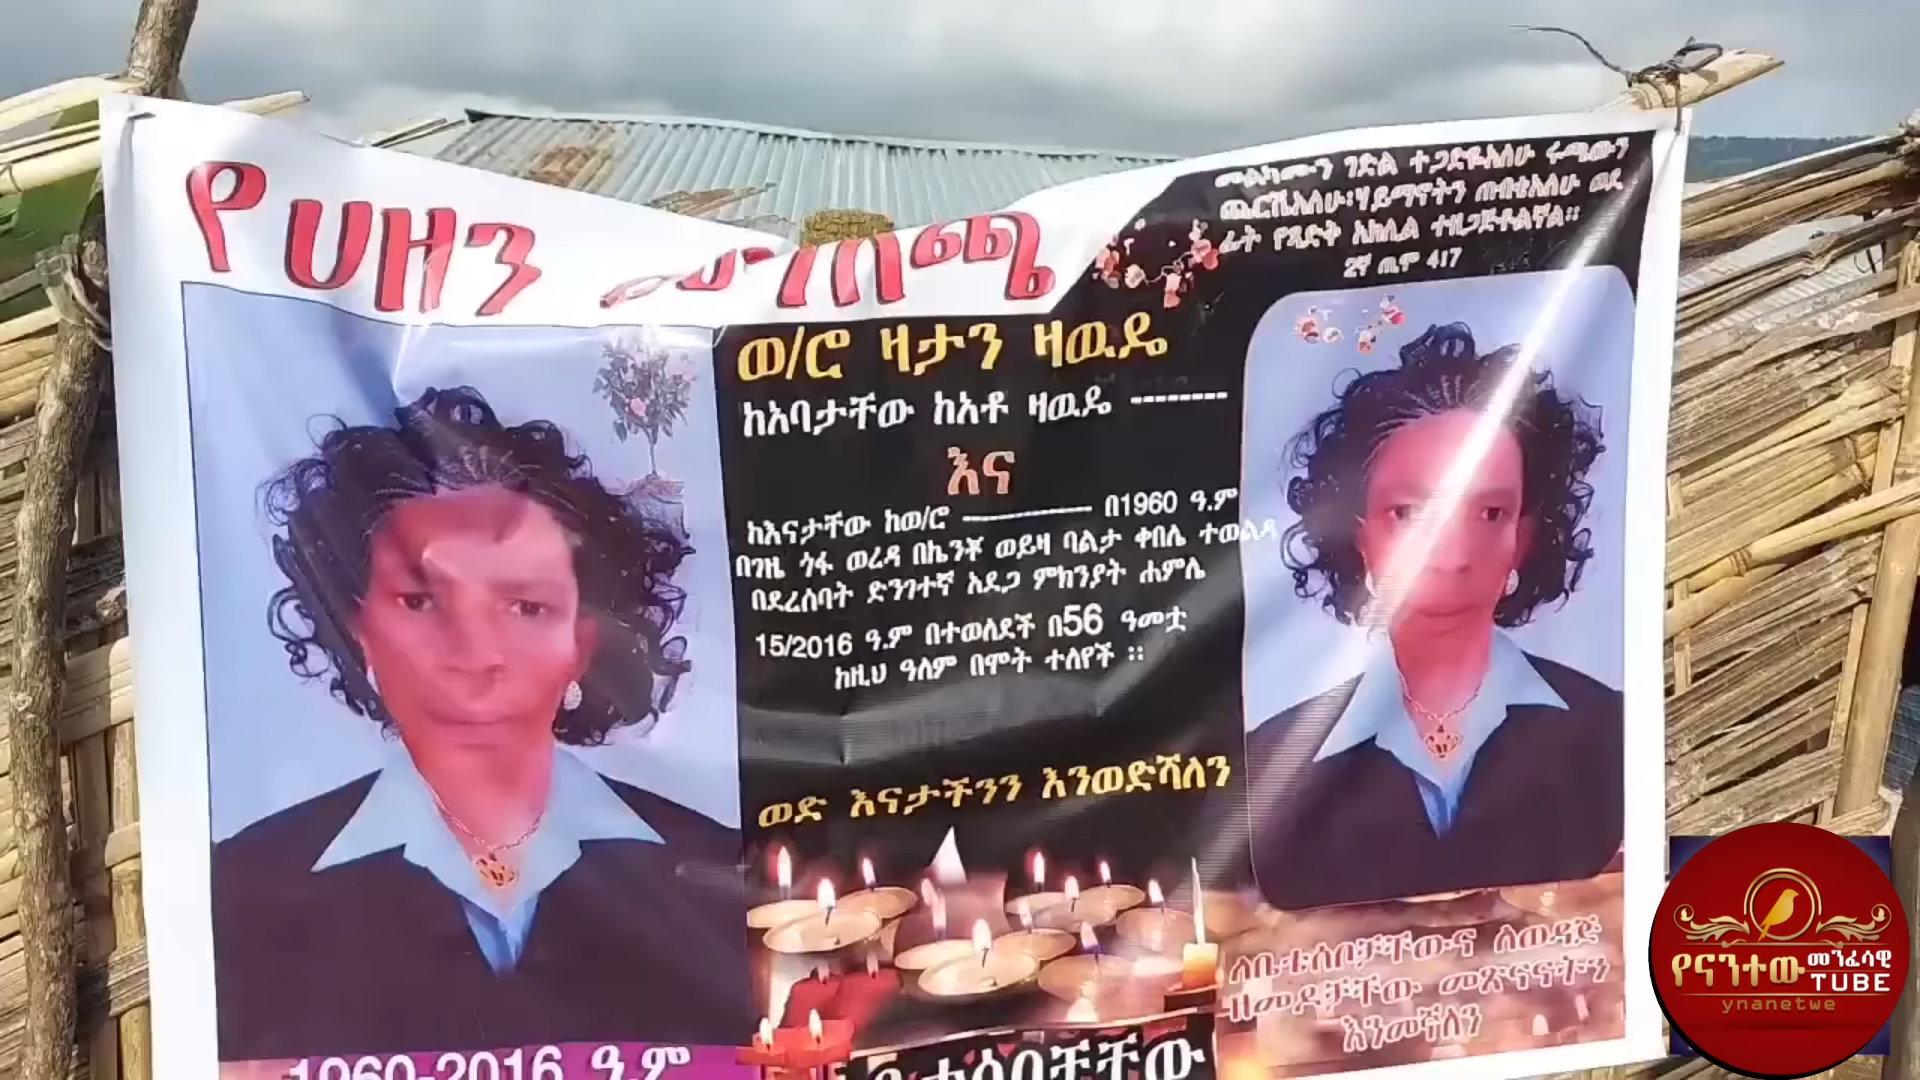 የሀዘን መግለጫ
መልካሙን ገድል ተጋድዬአለሁ ሩጫውን
ጨርሼአለሁ፤ሃይማኖትን ጠብቄአለሁ ወደ
ፊት የጽድቅ አክሊል ተዘጋጅቶልኛል።
2ኛ ጢሞ 4፡7
ወ/ሮ ዛታን ዛዉዴ
ከአባታቸው ከአቶ ዛዉዴ --------
እና
ከእናታቸው ከወ/ሮ -------------- በ1960 ዓ.ም
በገዜ ጎፋ ወረዳ በኬንቾ ወይዛ ባልታ ቀበሌ ተወልዳ
በደረሰባት ድንገተኛ አደጋ ምክንያት ሐምሌ
15/2016 ዓ.ም በተወለደች በ56 ዓመቷ
ከዚህ ዓለም በሞት ተለየች ።
ወድ እናታችንን እንወድሻለን
ለቤተሰቦቻቸውና ለወዳጅ
ዘመዶቻቸው መጽናናትን
እንመኛለን
1960-2016 ዓ.ም
ቤተሰቦቻቸው
የናንተው መንፈሳዊ
TUBE
ynanetwe